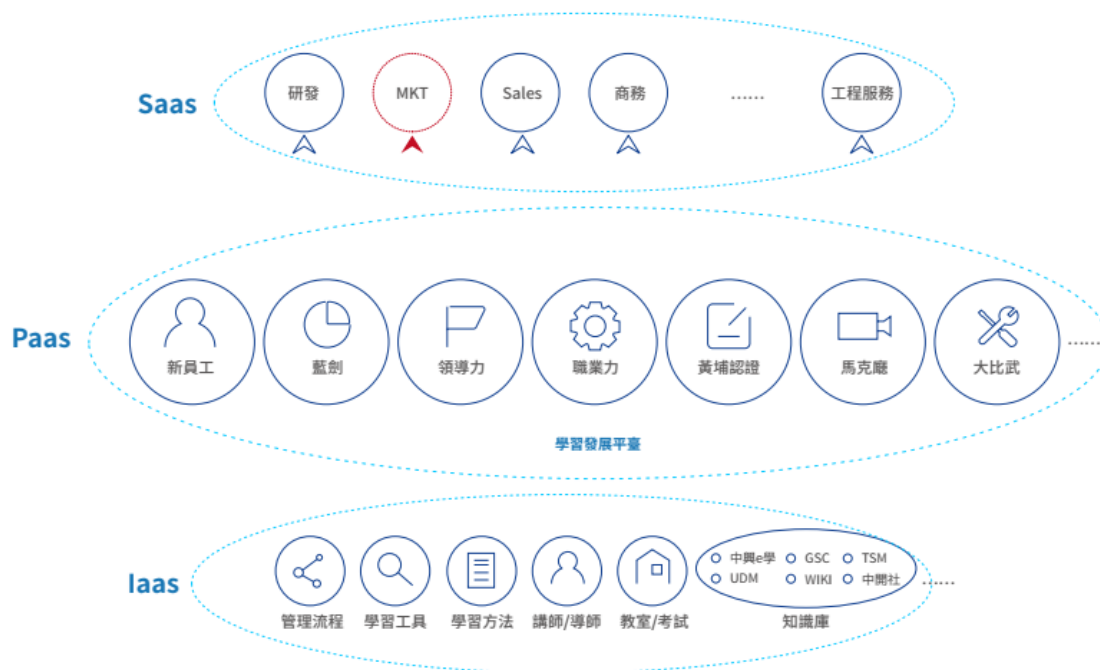 Saas
研發
MKT
Sales
商務
......
工程服務
Paas
新員工
藍劍
領導力
職業力
黃埔認證
馬克廳
大比武
......
學習發展平臺
Iaas
管理流程
學習工具
學習方法
講師/導師
教室/考試
中興e學 GSC TSM
UDM WIKI 中開社
知識庫
......